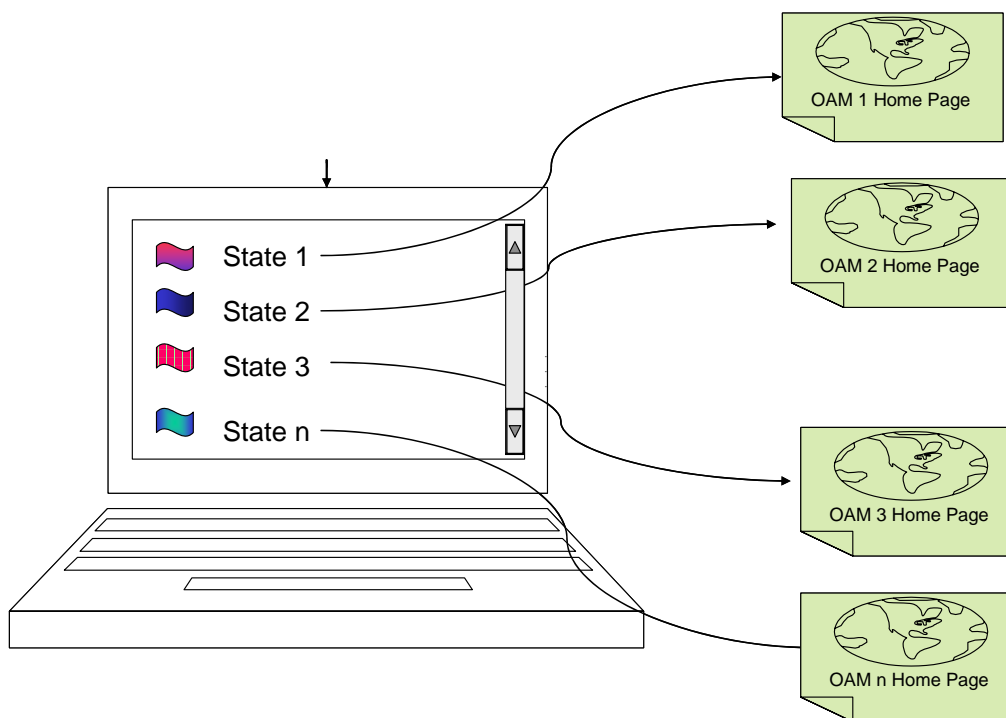 OAM 1 Home Page
OAM 2 Home Page
State 1
State 2
State 3
State n
OAM 3 Home Page
OAM n Home Page